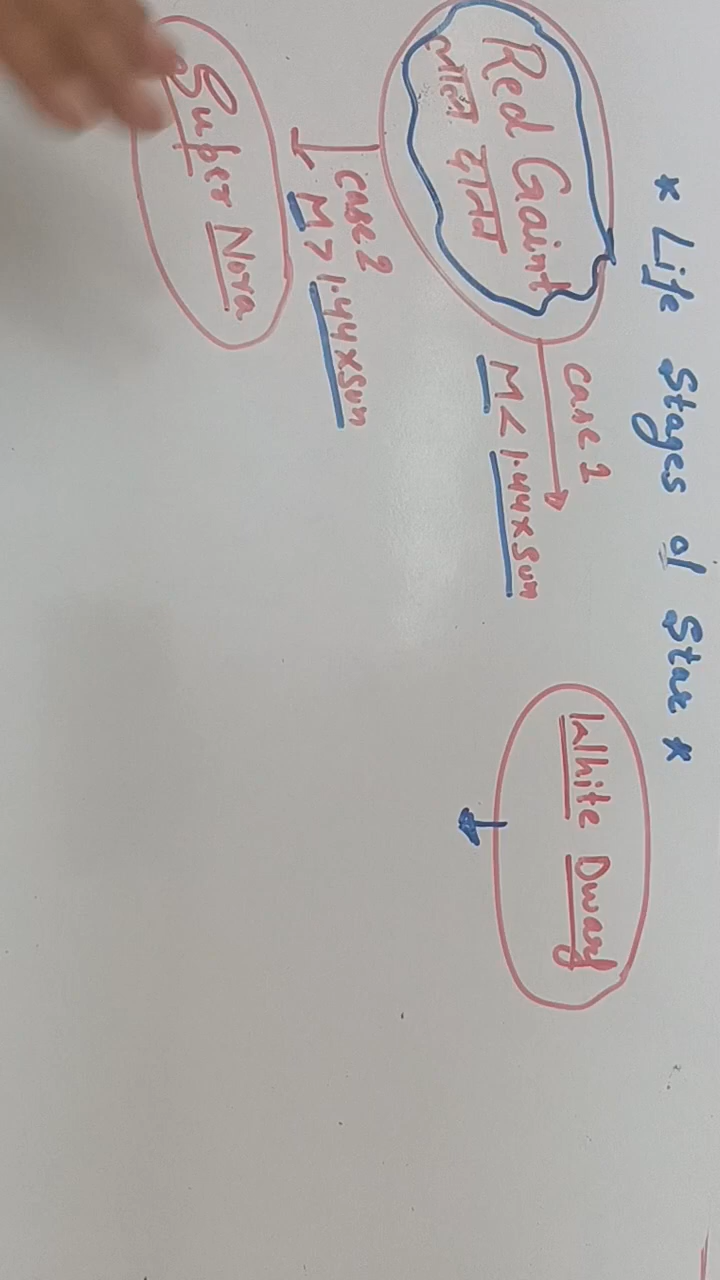 * Life Stages of Star *
Red Gaint
लाल दानव
case 1
M < 1.44 x Sun
White Dwarf
case 2
M > 1.44 x Sun
Super Nova